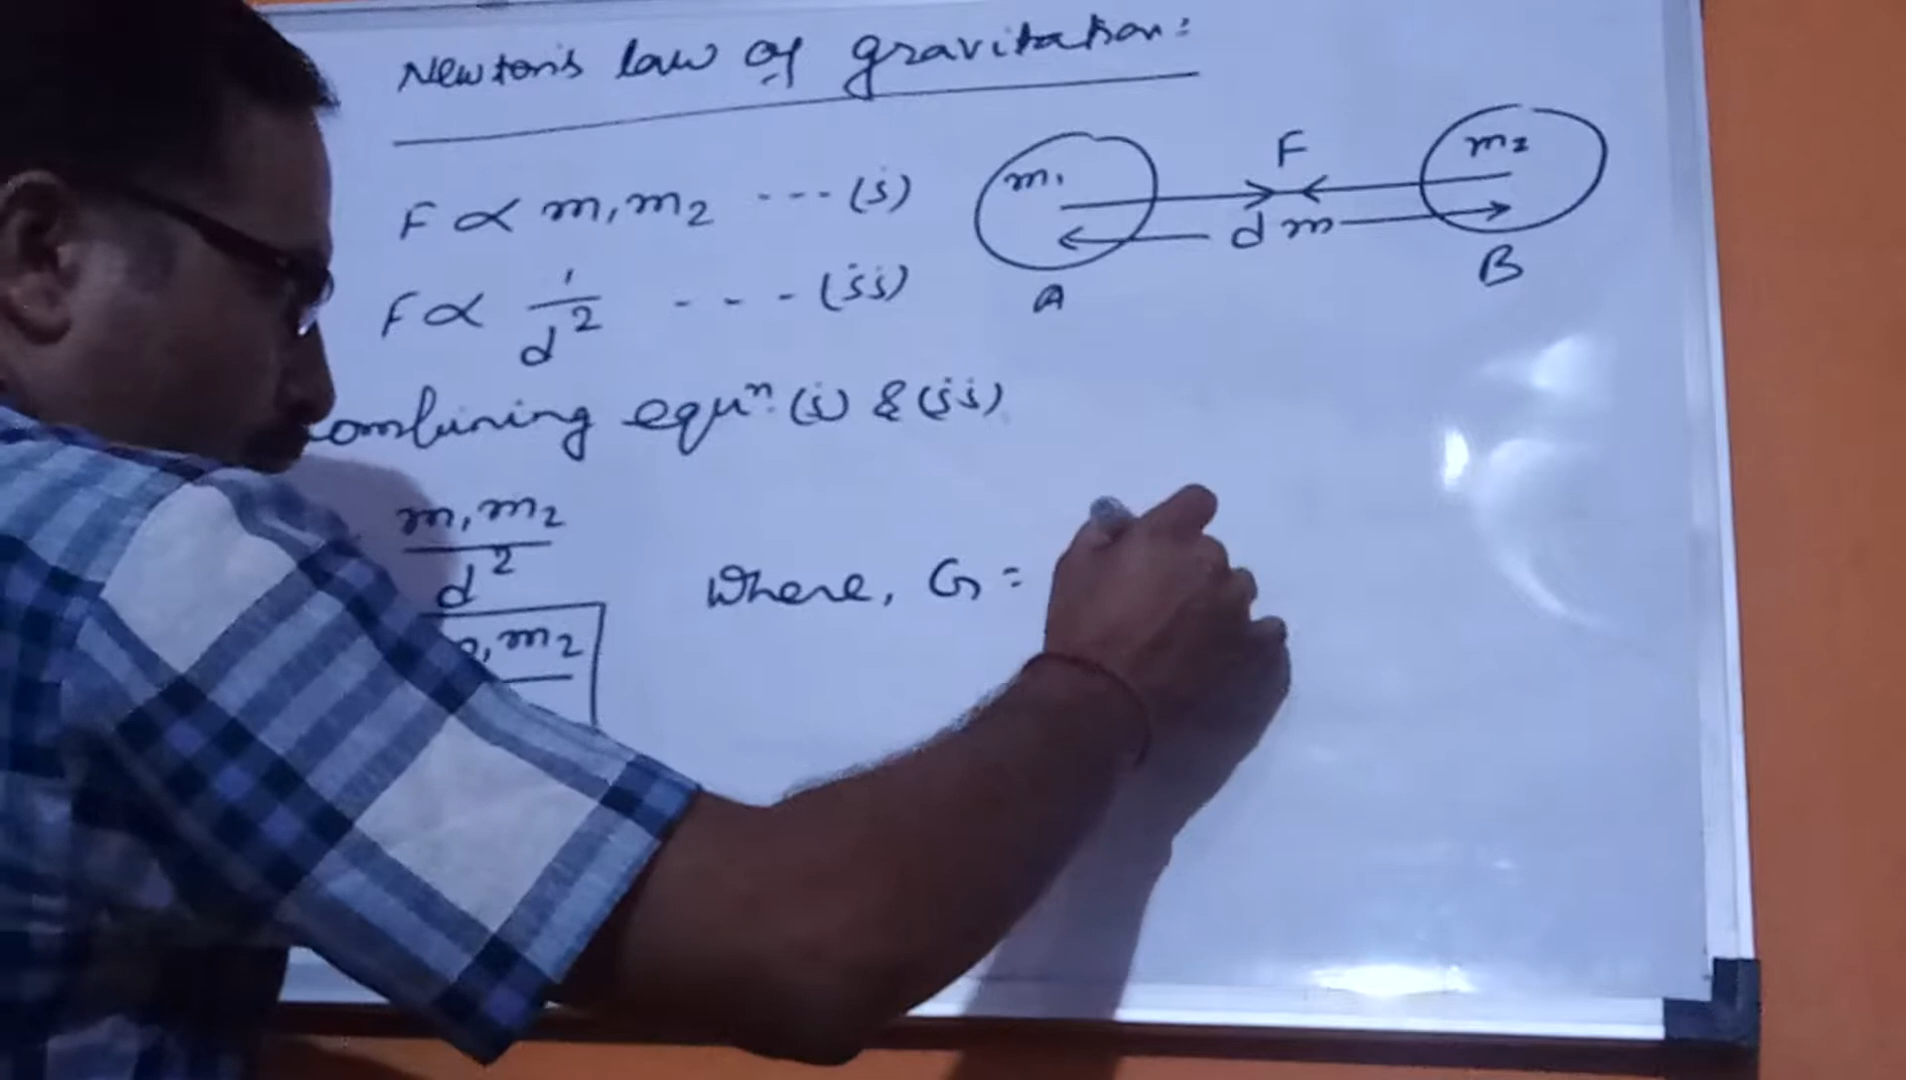 Newton's law of gravitation:
F ∝ m₁m₂ ---- (i)
m₁
F
m₂
d m
A
B
F ∝ 1/d² ---- (ii)
combining equⁿ. (i) & (ii)
m₁m₂/d²
where, G =
m₂